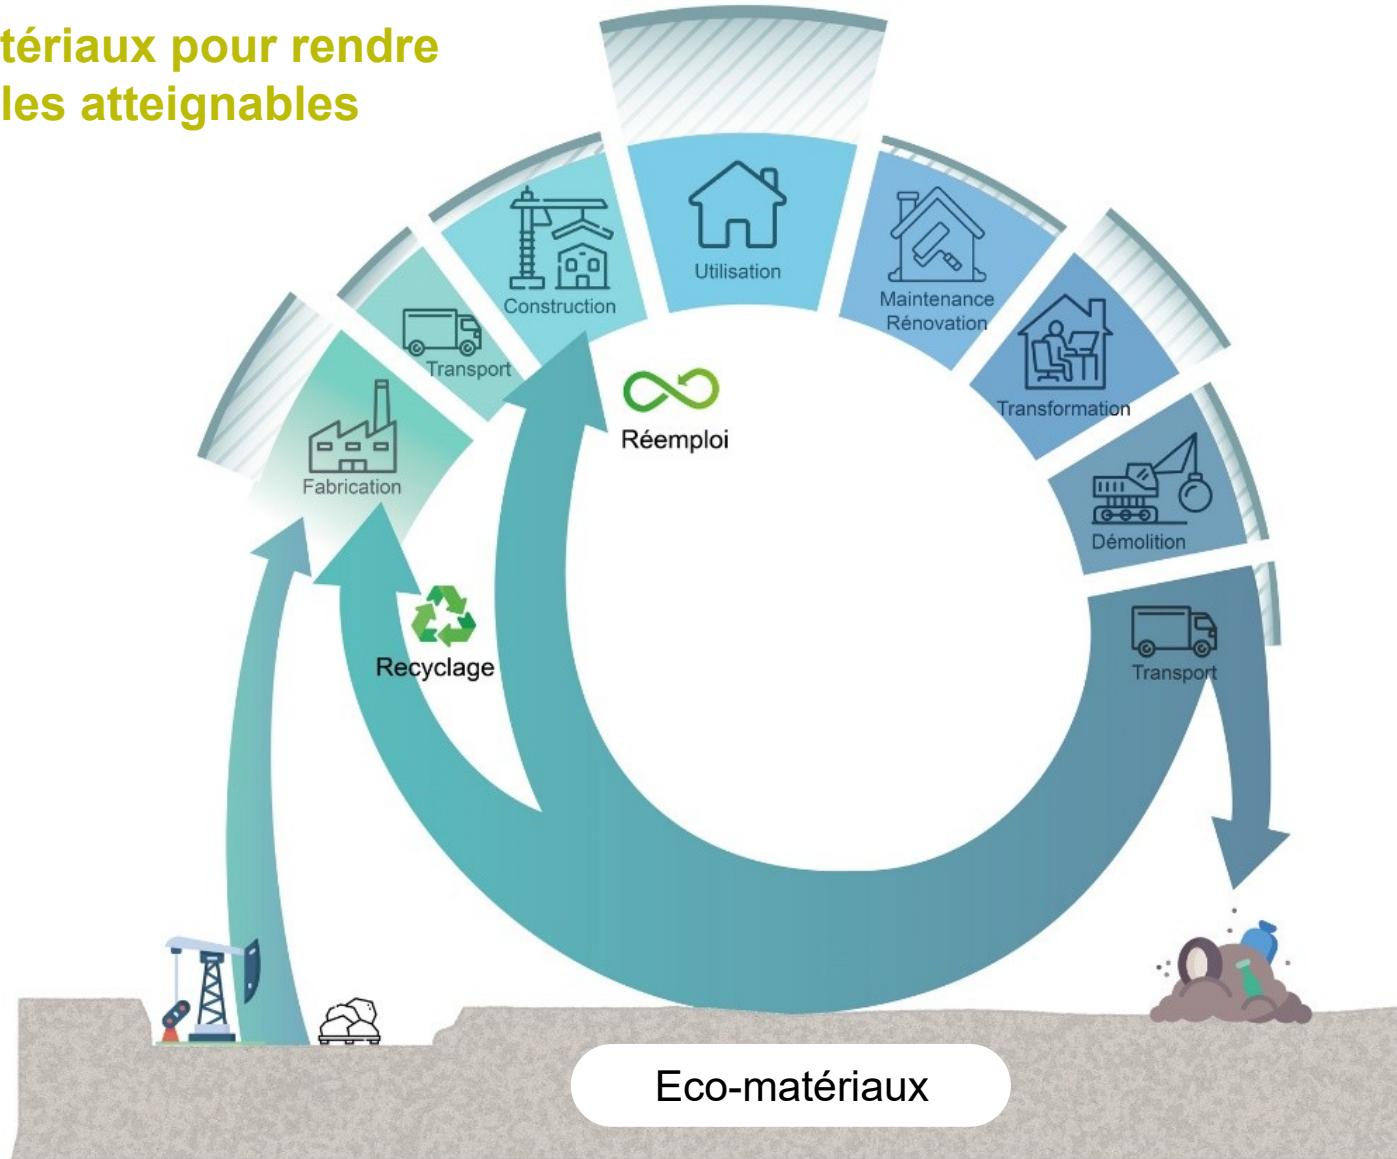 tériaux pour rendre
les atteignables
Utilisation
Construction
Maintenance
Rénovation
Transport
Transformation
Réemploi
Fabrication
Démolition
Recyclage
Transport
Eco-matériaux